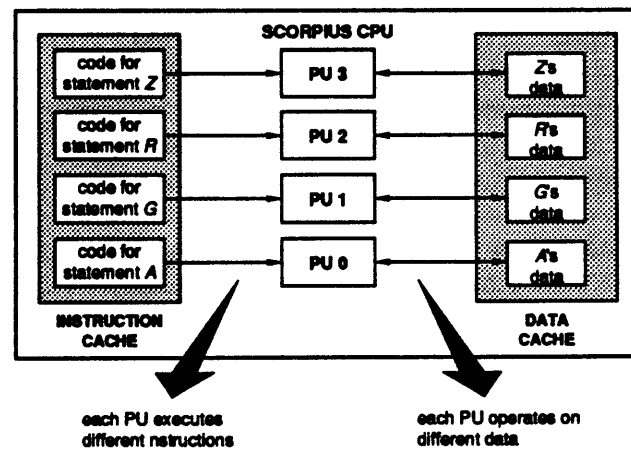 SCORPIUS CPU
code for
statement Z
PU 3
Z's
data
code for
statement R
PU 2
R's
data
code for
statement G
PU 1
G's
data
code for
statement A
PU 0
A's
data
INSTRUCTION
CACHE
DATA
CACHE
each PU executes
different nstructions
each PU operates on
different data